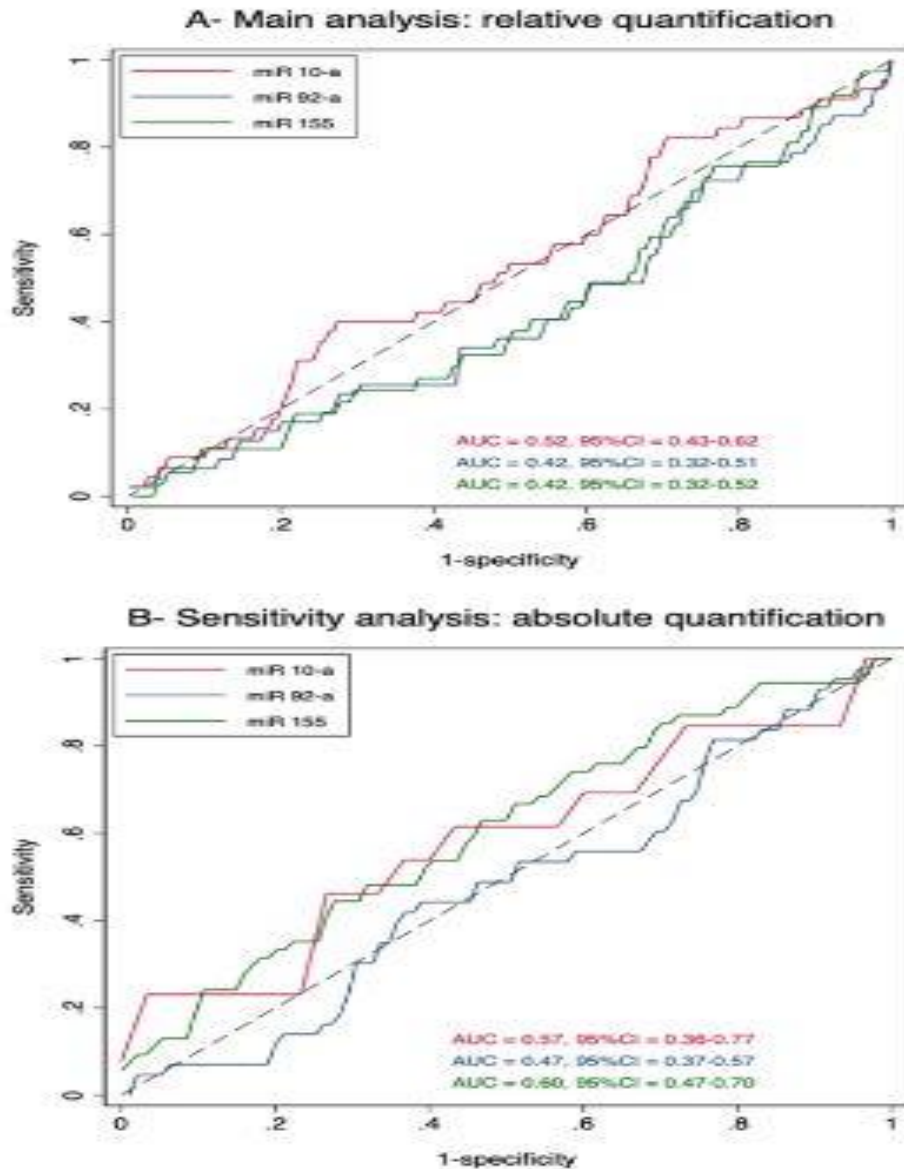 A- Main analysis: relative quantification
miR 10-a
miR 92-a
miR 155
1
.8
.6
.4
.2
0
Sensitivity
AUC = 0.52, 95%CI = 0.43-0.62
AUC = 0.42, 95%CI = 0.32-0.51
AUC = 0.42, 95%CI = 0.32-0.52
0 .2 .4 .6 .8 1
1-specificity
B- Sensitivity analysis: absolute quantification
miR 10-a
miR 92-a
miR 155
1
.8
.6
.4
.2
0
Sensitivity
AUC = 0.57, 95%CI = 0.36-0.77
AUC = 0.47, 95%CI = 0.37-0.57
AUC = 0.60, 95%CI = 0.47-0.70
0 .2 .4 .6 .8 1
1-specificity